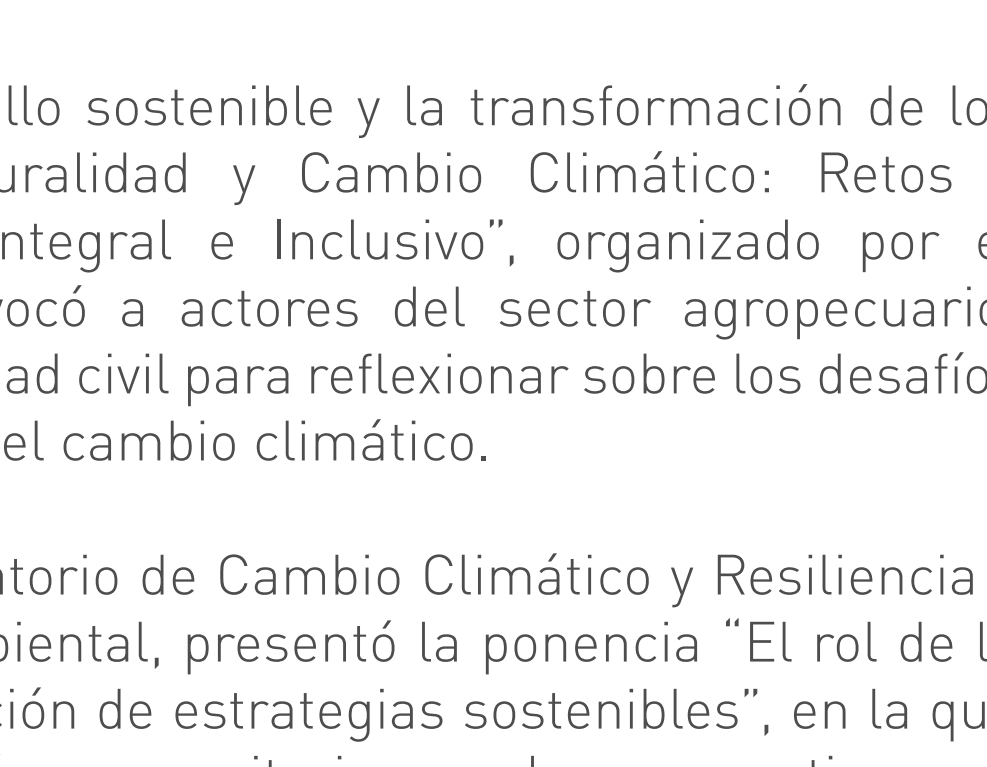 llo sostenible y la transformación de lo
uralidad y Cambio Climático: Retos
ntegral e Inclusivo”, organizado por e
vocó a actores del sector agropecuario
ad civil para reflexionar sobre los desafío
el cambio climático.
torio de Cambio Climático y Resiliencia
biental, presentó la ponencia “El rol de l
ción de estrategias sostenibles”, en la qu